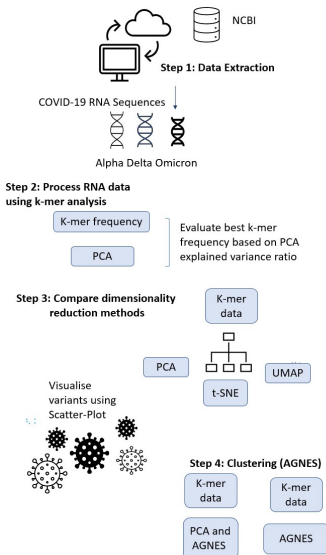 NCBI
Step 1: Data Extraction
COVID-19 RNA Sequences
Alpha Delta Omicron
Step 2: Process RNA data
using k-mer analysis
K-mer frequency
PCA
Evaluate best k-mer
frequency based on PCA
explained variance ratio
Step 3: Compare dimensionality
reduction methods
K-mer
data
PCA
UMAP
t-SNE
Visualise
variants using
Scatter-Plot
Step 4: Clustering (AGNES)
K-mer
data
K-mer
data
PCA and
AGNES
AGNES